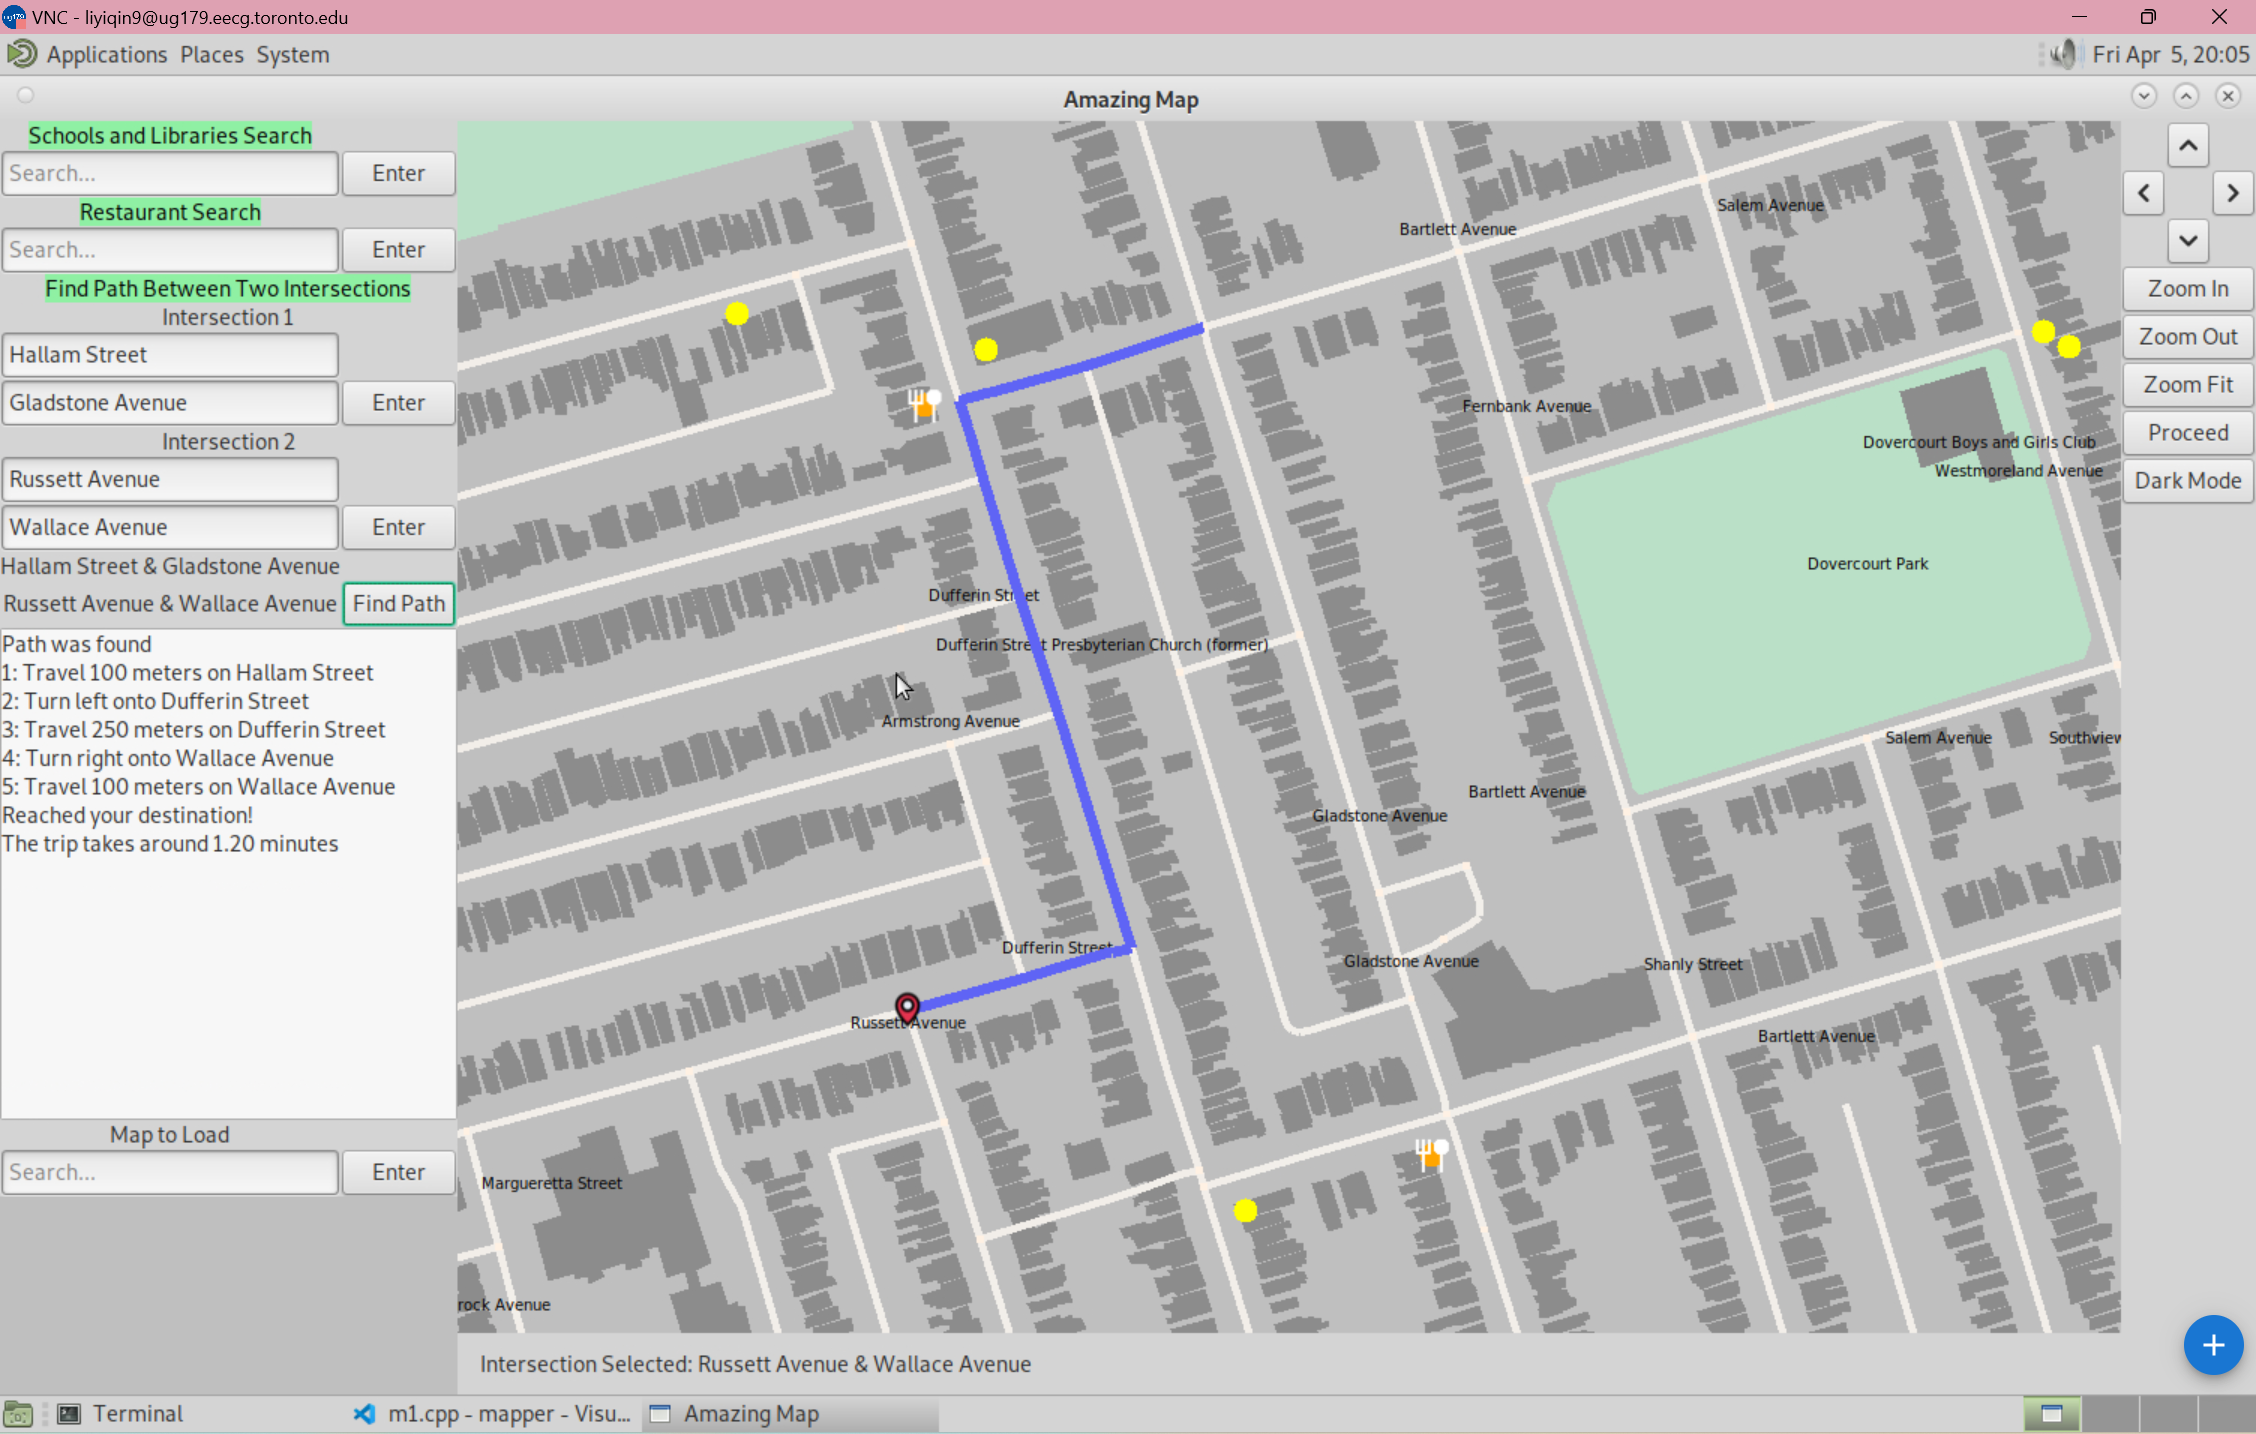 VNC - liyiqin9@ug179.eecg.toronto.edu
Applications Places System
Fri Apr 5, 20:05
Amazing Map
Schools and Libraries Search
Search...
Enter
Restaurant Search
Search...
Enter
Find Path Between Two Intersections
Intersection 1
Hallam Street
Gladstone Avenue
Enter
Intersection 2
Russett Avenue
Wallace Avenue
Enter
Hallam Street & Gladstone Avenue
Russett Avenue & Wallace Avenue
Find Path
Path was found
1: Travel 100 meters on Hallam Street
2: Turn left onto Dufferin Street
3: Travel 250 meters on Dufferin Street
4: Turn right onto Wallace Avenue
5: Travel 100 meters on Wallace Avenue
Reached your destination!
The trip takes around 1.20 minutes
Map to Load
Search...
Enter
Salem Avenue
Bartlett Avenue
Fernbank Avenue
Dovercourt Boys and Girls Club
Westmoreland Avenue
Dovercourt Park
Dufferin Street
Dufferin Street Presbyterian Church (former)
Armstrong Avenue
Salem Avenue
Southview
Bartlett Avenue
Gladstone Avenue
Dufferin Street
Gladstone Avenue
Shanly Street
Russett Avenue
Bartlett Avenue
Margueretta Street
rock Avenue
Zoom In
Zoom Out
Zoom Fit
Proceed
Dark Mode
Intersection Selected: Russett Avenue & Wallace Avenue
Terminal
m1.cpp - mapper - Visu...
Amazing Map